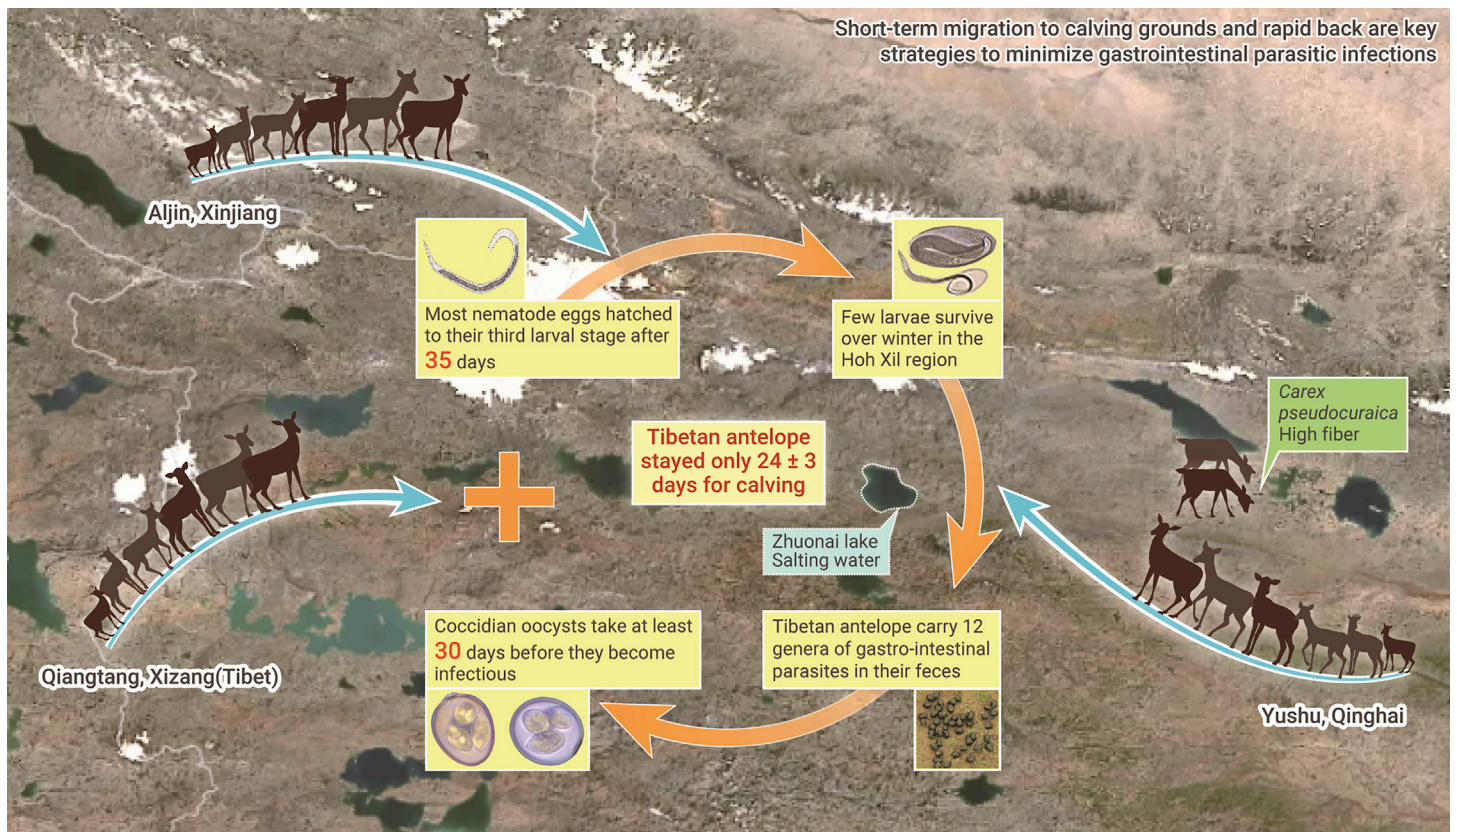 Short-term migration to calving grounds and rapid back are key
strategies to minimize gastrointestinal parasitic infections
Aljin, Xinjiang
Most nematode eggs hatched
to their third larval stage after
35 days
Few larvae survive
over winter in the
Hoh Xil region
Carex
pseudocuraica
High fiber
Tibetan antelope
stayed only 24 ± 3
days for calving
Zhuonai lake
Salting water
Qiangtang, Xizang(Tibet)
Coccidian oocysts take at least
30 days before they become
infectious
Tibetan antelope carry 12
genera of gastro-intestinal
parasites in their feces
Yushu, Qinghai